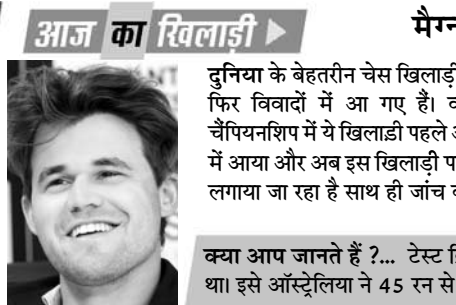 आज का खिलाड़ी
मैग्न
दुनिया के बेहतरीन चेस खिलाड़ी
फिर विवादों में आ गए हैं। व
चैंपियनशिप में ये खिलाडी पहले अ
में आया और अब इस खिलाड़ी प
लगाया जा रहा है साथ ही जांच व
क्या आप जानते हैं ?... टेस्ट क्रि
था। इसे ऑस्ट्रेलिया ने 45 रन से